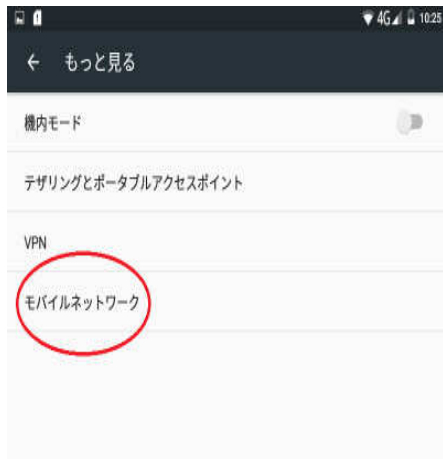 4G 10:25
← もっと見る
機内モード
テザリングとポータブルアクセスポイント
VPN
モバイルネットワーク